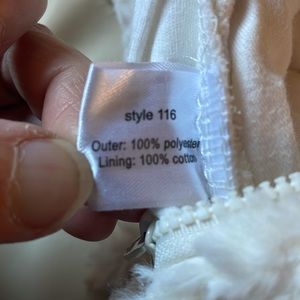 style 116
Outer: 100% polyester
Lining: 100% cotton